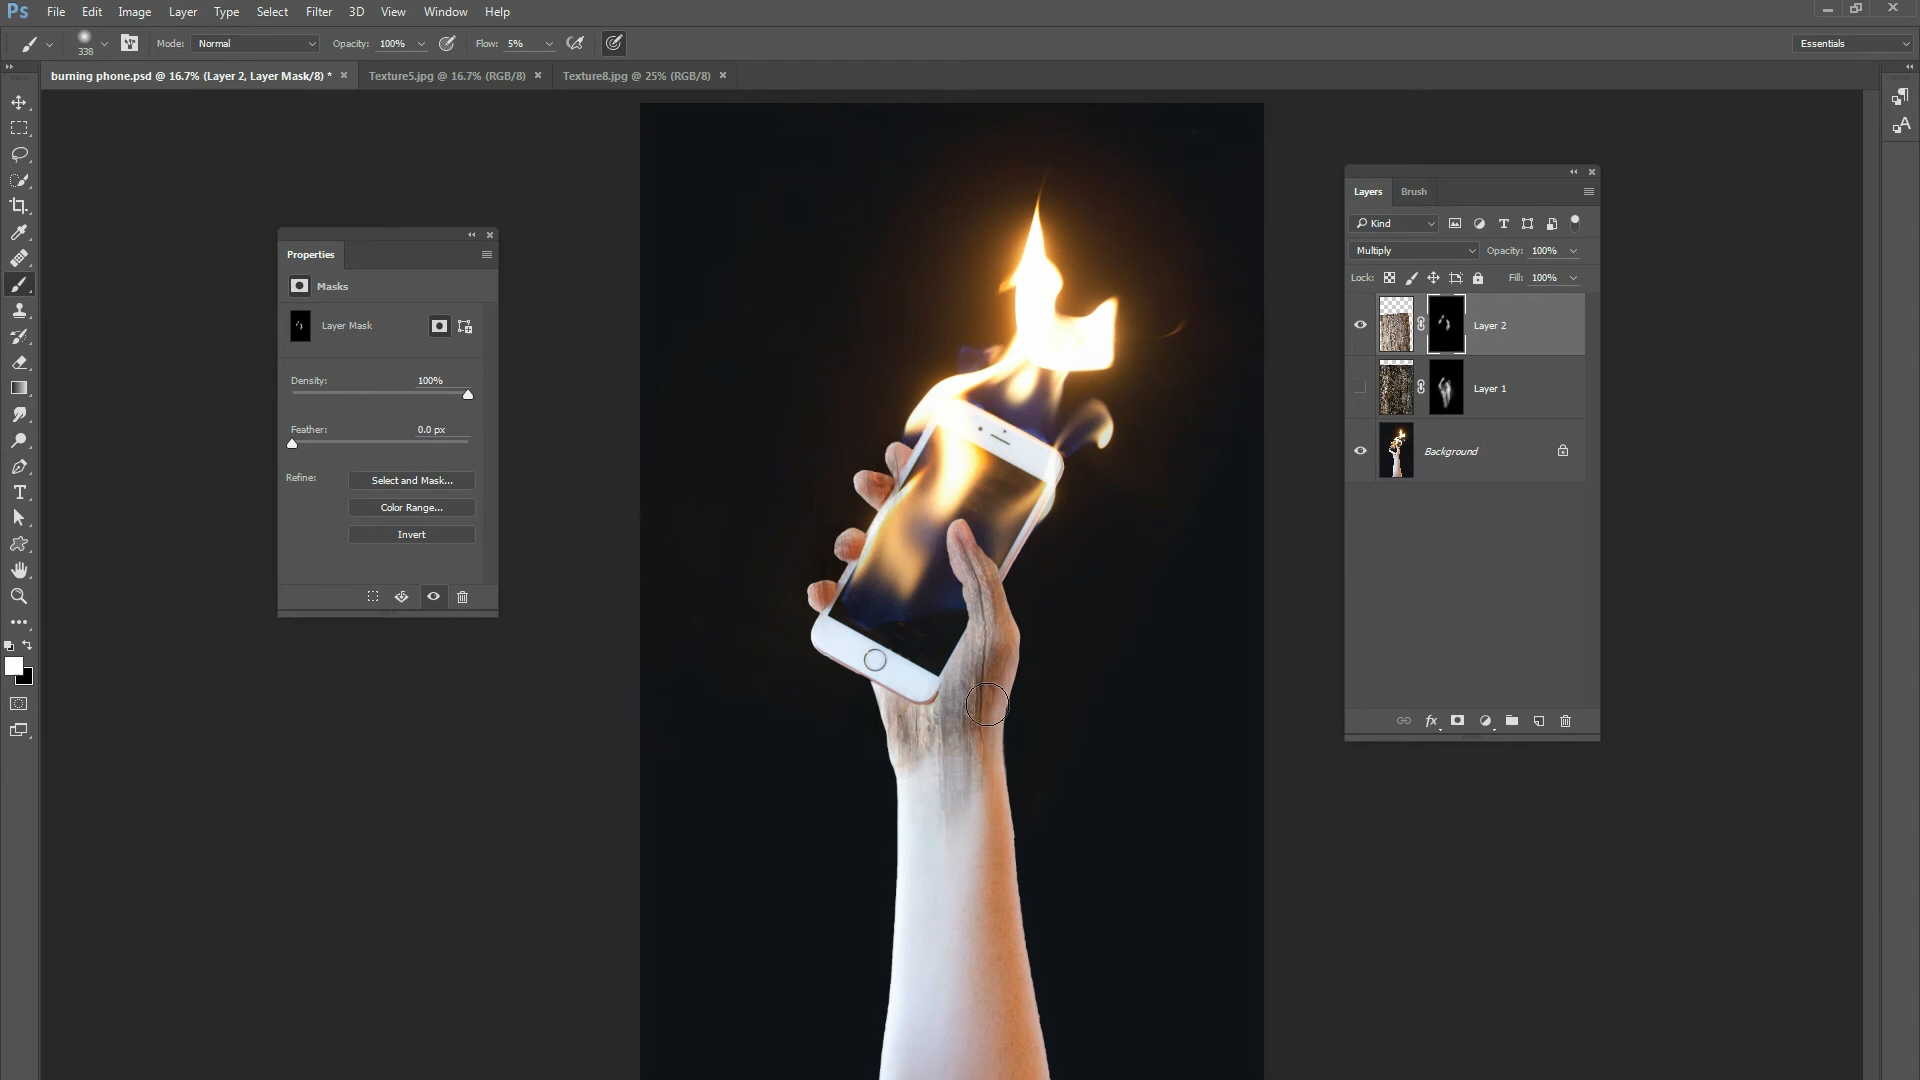 Ps File Edit Image Layer Type Select Filter 3D View Window Help
338 Mode: Normal Opacity: 100% Flow: 5% Essentials
burning phone.psd @ 16.7% (Layer 2, Layer Mask/8) * Texture5.jpg @ 16.7% (RGB/8) Texture8.jpg @ 25% (RGB/8)
Properties
Masks
Layer Mask
Density: 100%
Feather: 0.0 px
Refine: Select and Mask...
Color Range...
Invert
Layers Brush
Kind
Multiply Opacity: 100%
Lock: Fill: 100%
Layer 2
Layer 1
Background
fx